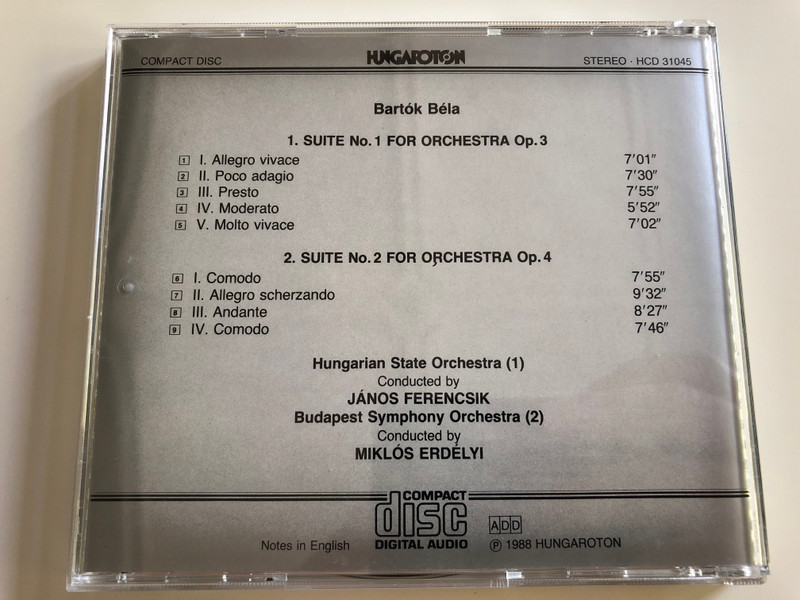 COMPACT DISC HUNGAROTON STEREO · HCD 31045
Bartók Béla
1. SUITE No. 1 FOR ORCHESTRA Op. 3
1 I. Allegro vivace 7′01″
2 II. Poco adagio 7′30″
3 III. Presto 7′55″
4 IV. Moderato 5′52″
5 V. Molto vivace 7′02″
2. SUITE No. 2 FOR ORCHESTRA Op. 4
6 I. Comodo 7′55″
7 II. Allegro scherzando 9′32″
8 III. Andante 8′27″
9 IV. Comodo 7′46″
Hungarian State Orchestra (1)
Conducted by
JÁNOS FERENCSIK
Budapest Symphony Orchestra (2)
Conducted by
MIKLÓS ERDÉLYI
COMPACT
disc
DIGITAL AUDIO
ADD
Notes in English
℗ 1988 HUNGAROTON